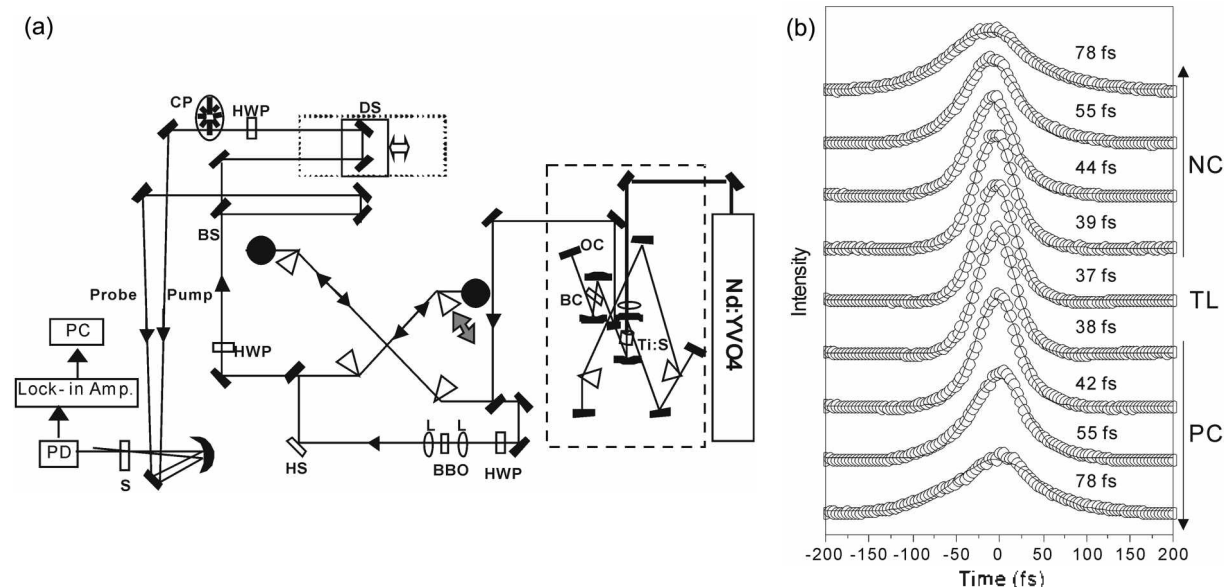 (a)
CP
HWP
DS
BS
Probe
Pump
PC
HWP
Lock-in Amp.
PD
S
HS
L
L
BBO
HWP
OC
BC
Ti:S
Nd:YVO4
(b)
78 fs
55 fs
44 fs
39 fs
37 fs
38 fs
42 fs
55 fs
78 fs
NC
TL
PC
Intensity
-200 -150 -100 -50 0 50 100 150 200
Time (fs)